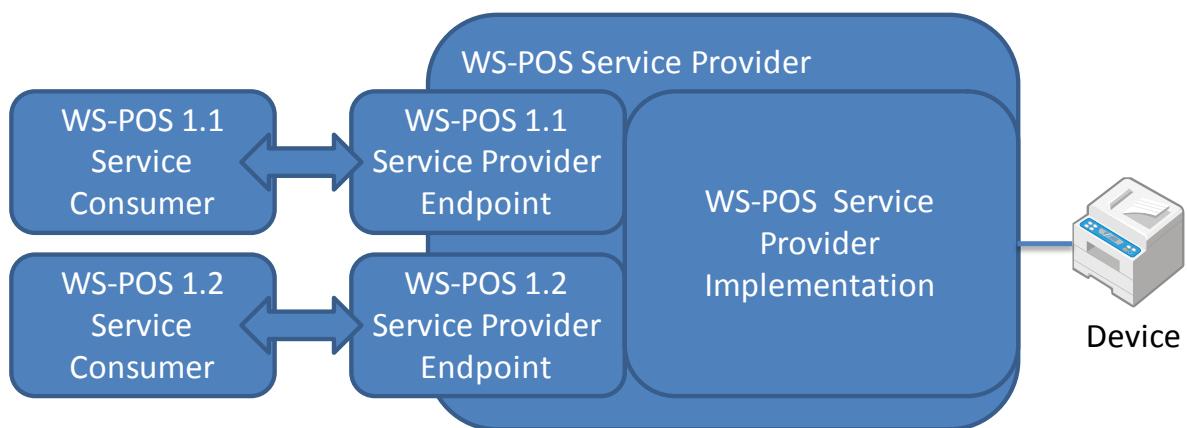 WS-POS Service Provider
WS-POS 1.1
Service
Consumer
WS-POS 1.1
Service Provider
Endpoint
WS-POS 1.2
Service
Consumer
WS-POS 1.2
Service Provider
Endpoint
WS-POS Service
Provider
Implementation
Device